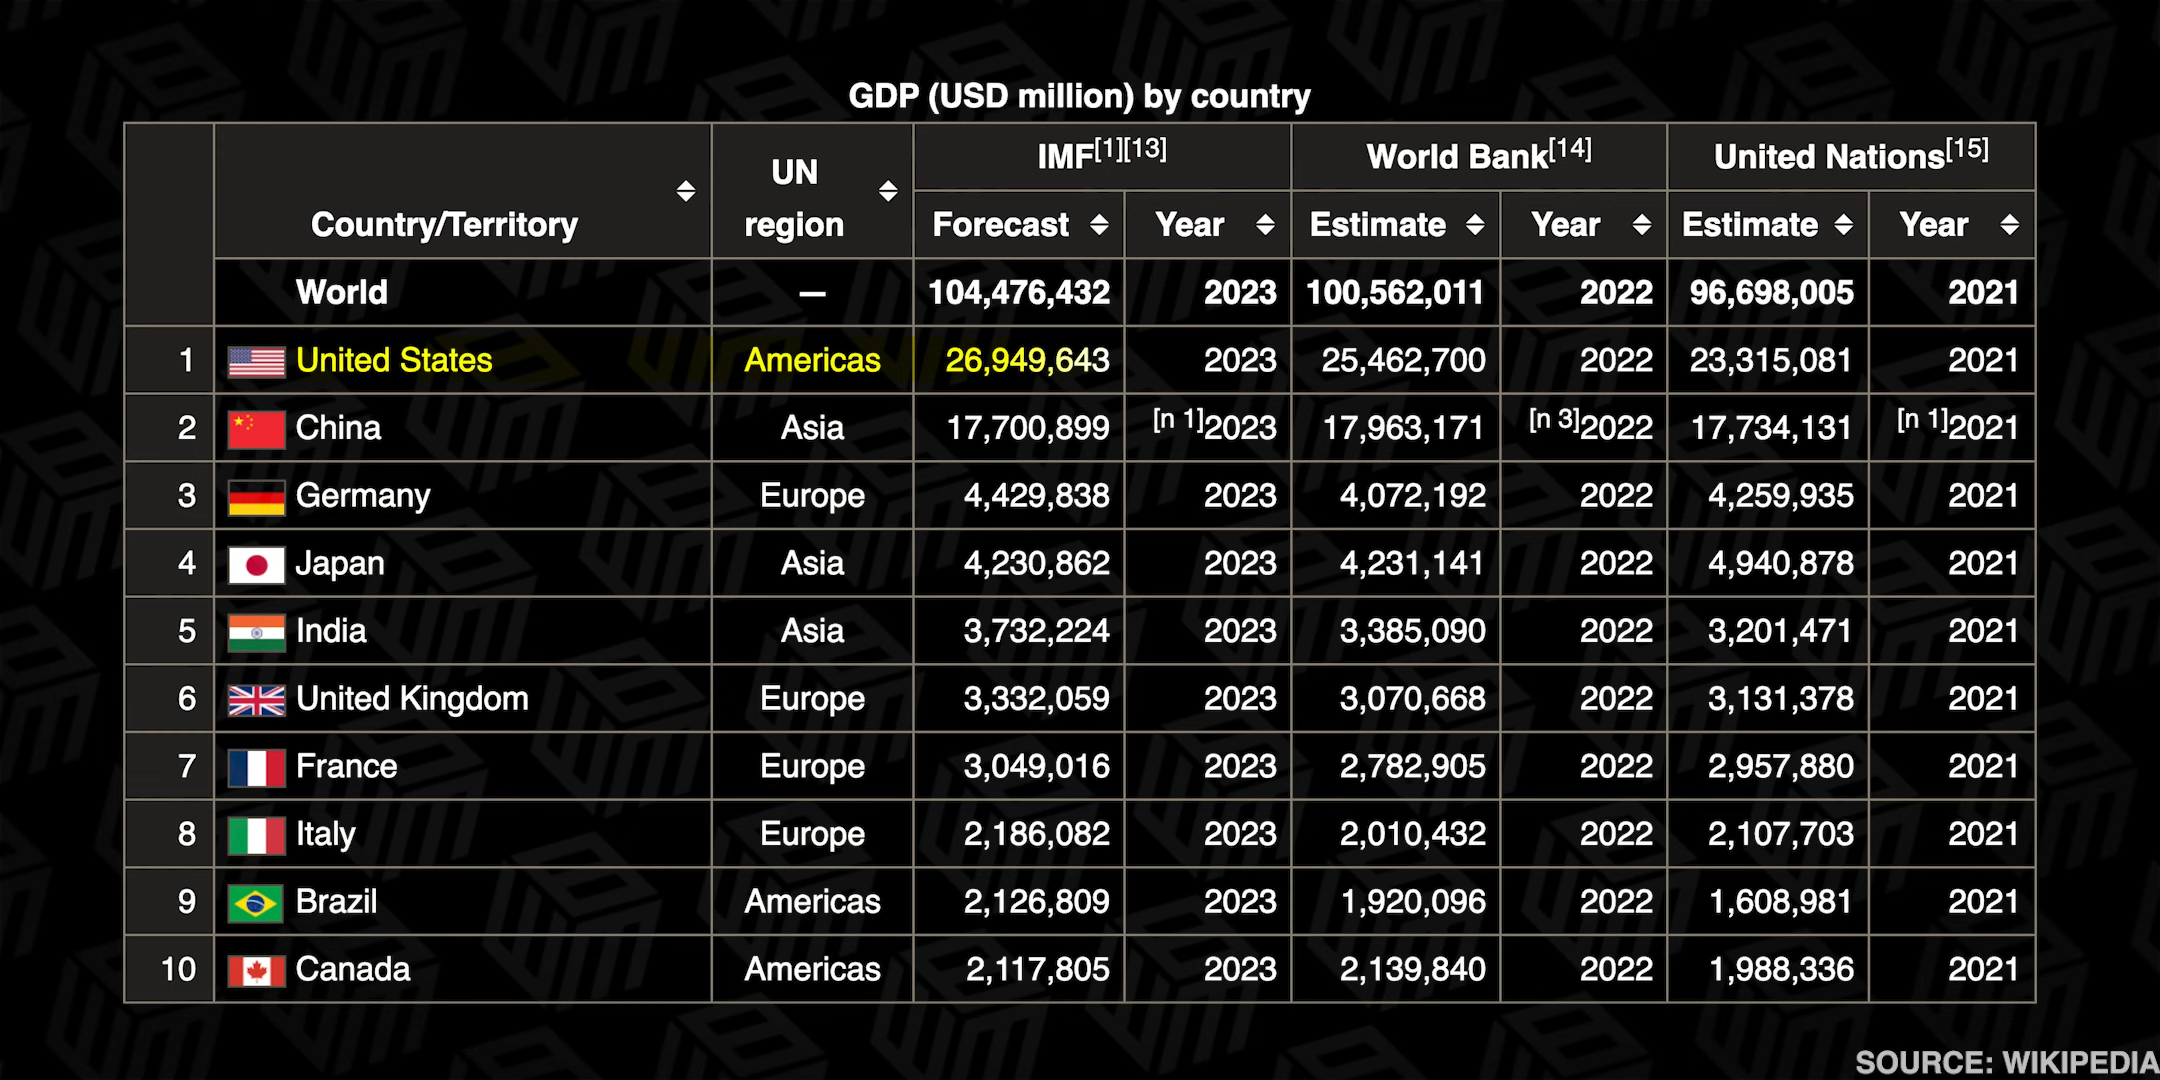 GDP (USD million) by country
Country/Territory UN region IMF[1][13] World Bank[14] United Nations[15]
Forecast Year Estimate Year Estimate Year
World — 104,476,432 2023 100,562,011 2022 96,698,005 2021
1 United States Americas 26,949,643 2023 25,462,700 2022 23,315,081 2021
2 China Asia 17,700,899 [n 1]2023 17,963,171 [n 3]2022 17,734,131 [n 1]2021
3 Germany Europe 4,429,838 2023 4,072,192 2022 4,259,935 2021
4 Japan Asia 4,230,862 2023 4,231,141 2022 4,940,878 2021
5 India Asia 3,732,224 2023 3,385,090 2022 3,201,471 2021
6 United Kingdom Europe 3,332,059 2023 3,070,668 2022 3,131,378 2021
7 France Europe 3,049,016 2023 2,782,905 2022 2,957,880 2021
8 Italy Europe 2,186,082 2023 2,010,432 2022 2,107,703 2021
9 Brazil Americas 2,126,809 2023 1,920,096 2022 1,608,981 2021
10 Canada Americas 2,117,805 2023 2,139,840 2022 1,988,336 2021
SOURCE: WIKIPEDIA